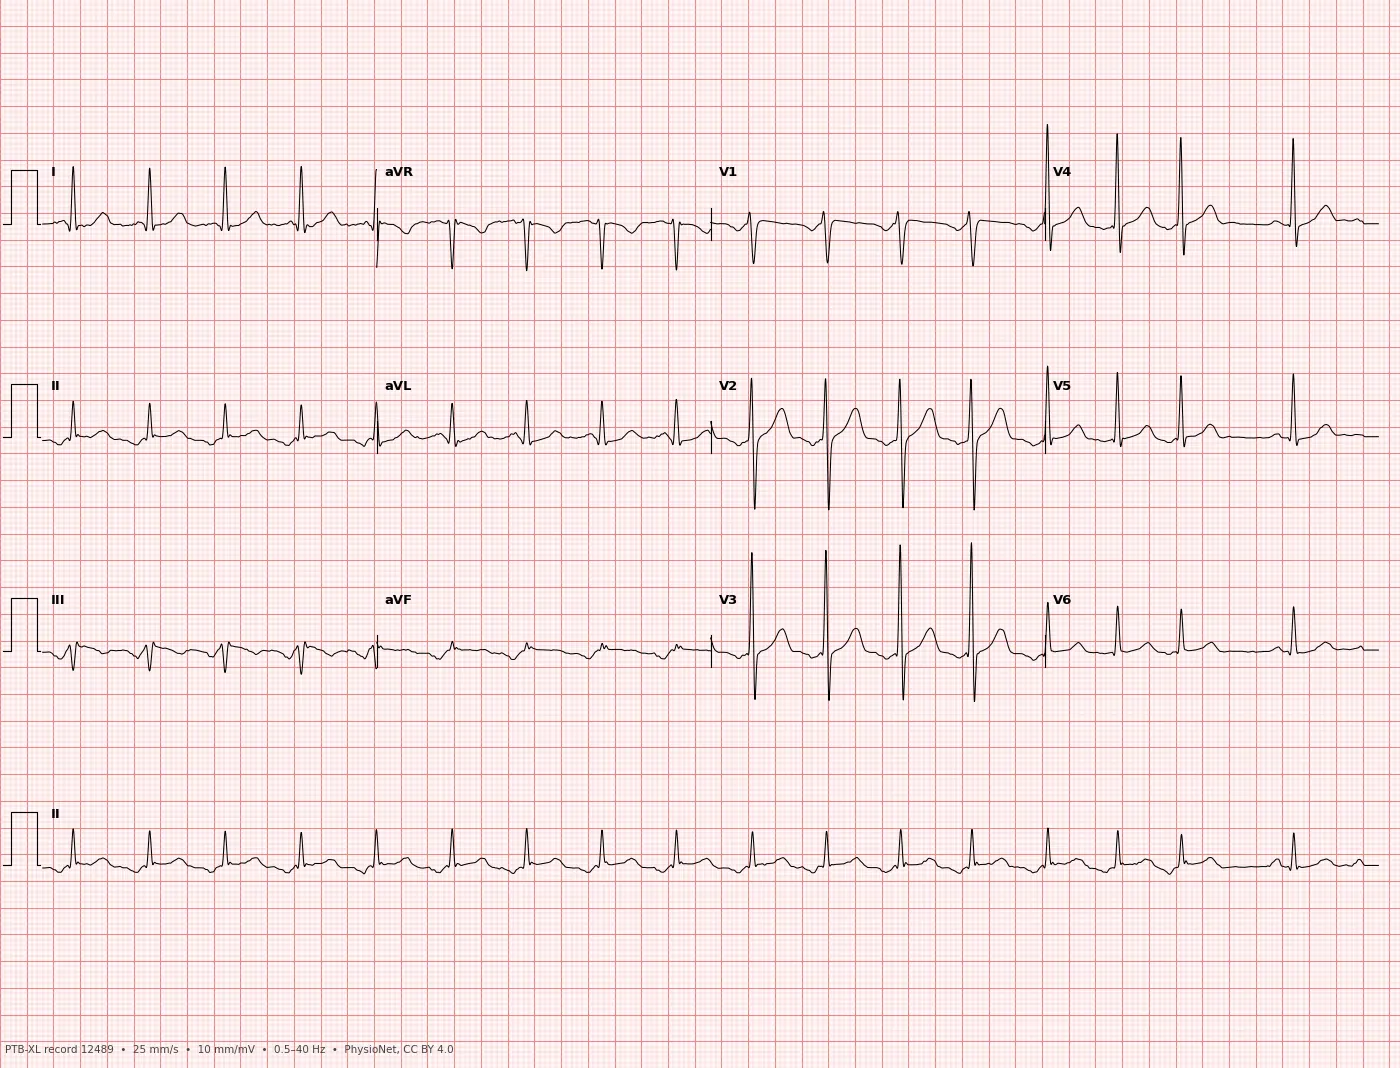 I aVR V1 V4
II aVL V2 V5
III aVF V3 V6
II
PTB-XL record 12489 • 25 mm/s • 10 mm/mV • 0.5–40 Hz • PhysioNet, CC BY 4.0